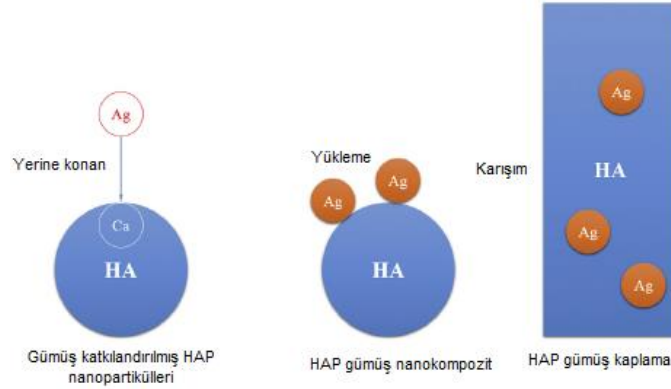 Ag
Yerine konan
Ca
HA
Gümüş katkılandırılmış HAP
nanopartikülleri
Yükleme
Ag
Ag
HA
HAP gümüş nanokompozit
Karışım
Ag
HA
Ag
Ag
HAP gümüş kaplama